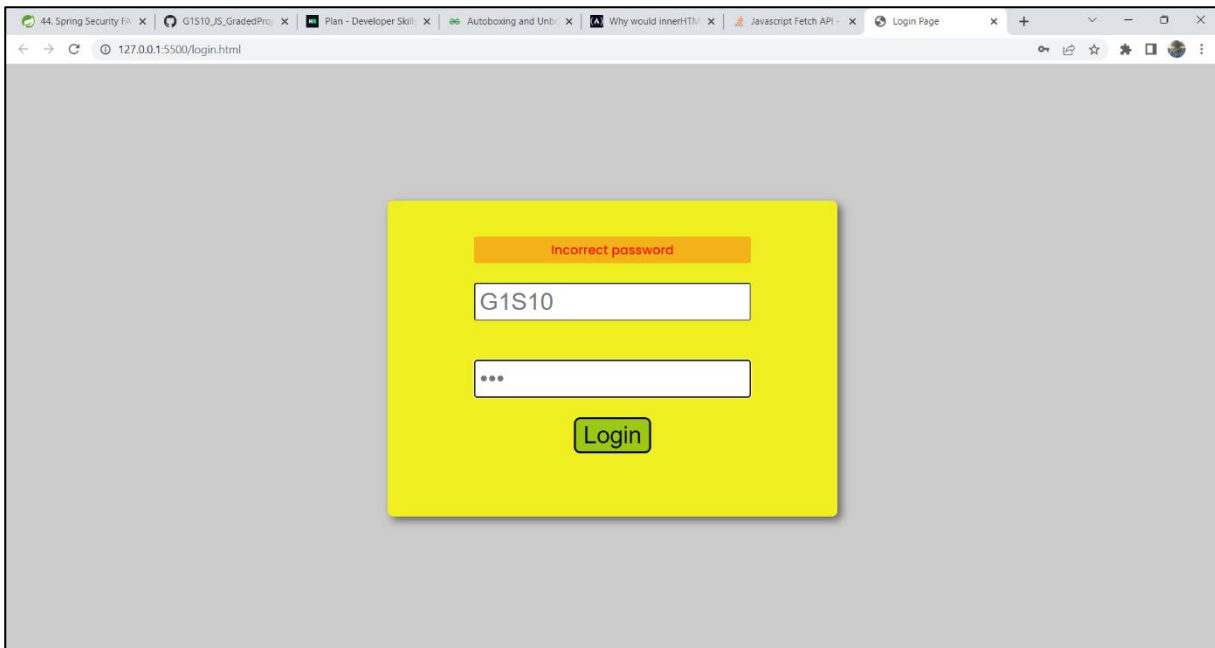 44. Spring Security FA
G1S10_JS_GradedProj
Plan - Developer Skill
Autoboxing and Unbo
Why would innerHTM
Javascript Fetch API -
Login Page
127.0.0.1:5500/login.html
Incorrect password
G1S10
Login